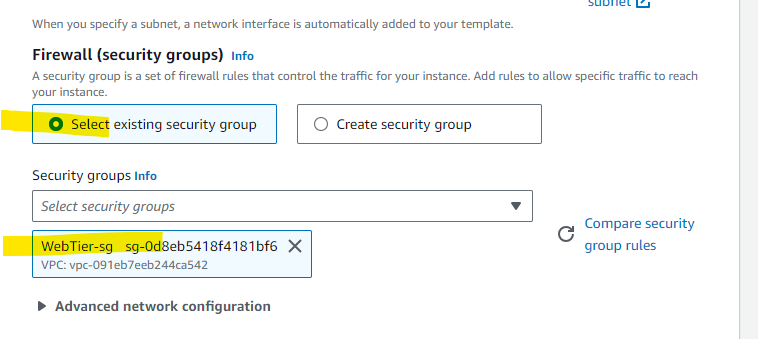 subnet
When you specify a subnet, a network interface is automatically added to your template.
Firewall (security groups) Info
A security group is a set of firewall rules that control the traffic for your instance. Add rules to allow specific traffic to reach
your instance.
Select existing security group
Create security group
Security groups Info
Select security groups
WebTier-sg sg-0d8eb5418f4181bf6
VPC: vpc-091eb7eeb244ca542
Compare security
group rules
Advanced network configuration